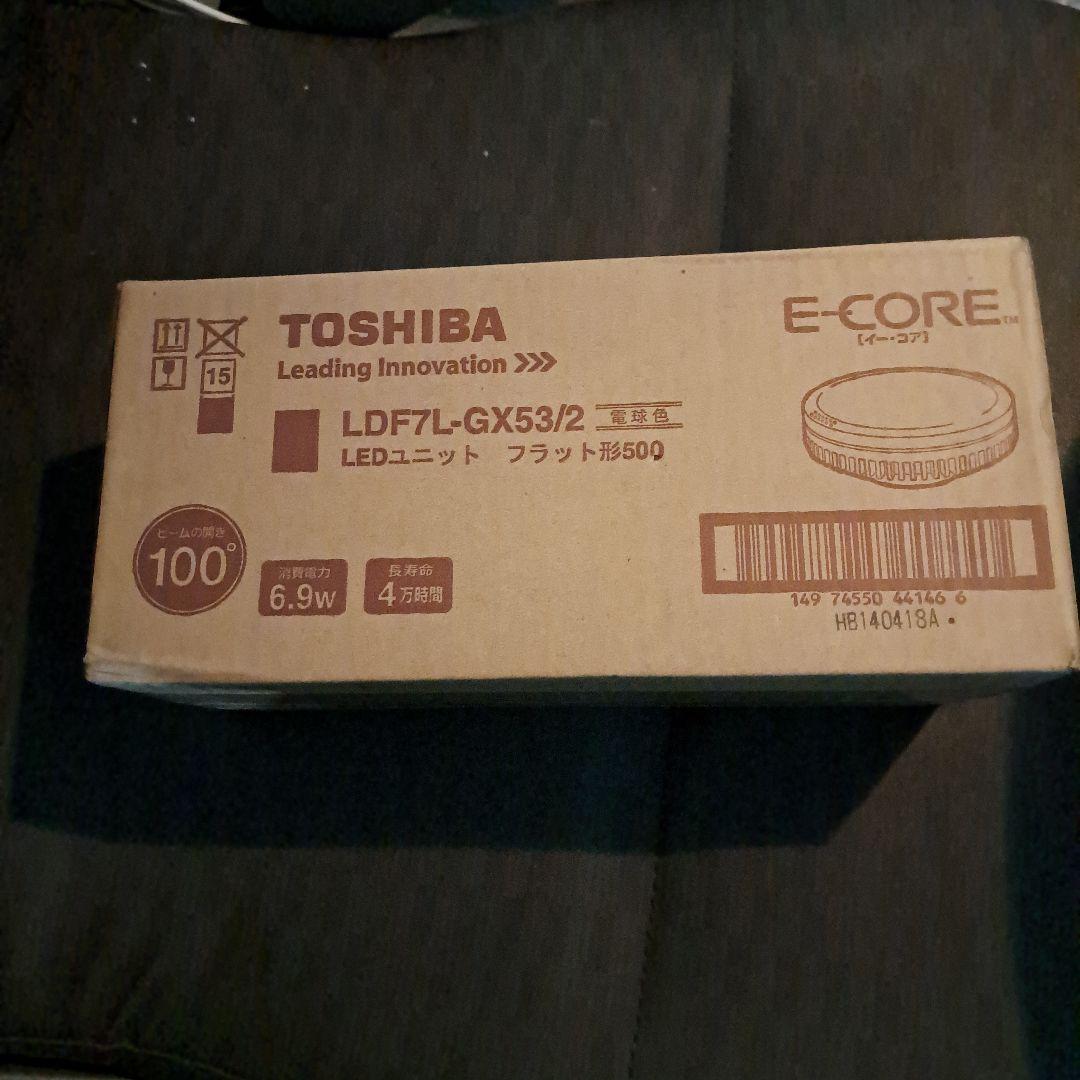 TOSHIBA
Leading Innovation >>>
E-CORE™
[イー・コア]
15
LDF7L-GX53/2 電球色
LEDユニット フラット形500
ビームの開き
100°
消費電力
6.9W
長寿命
4万時間
149 74550 44146 6
HB140418A